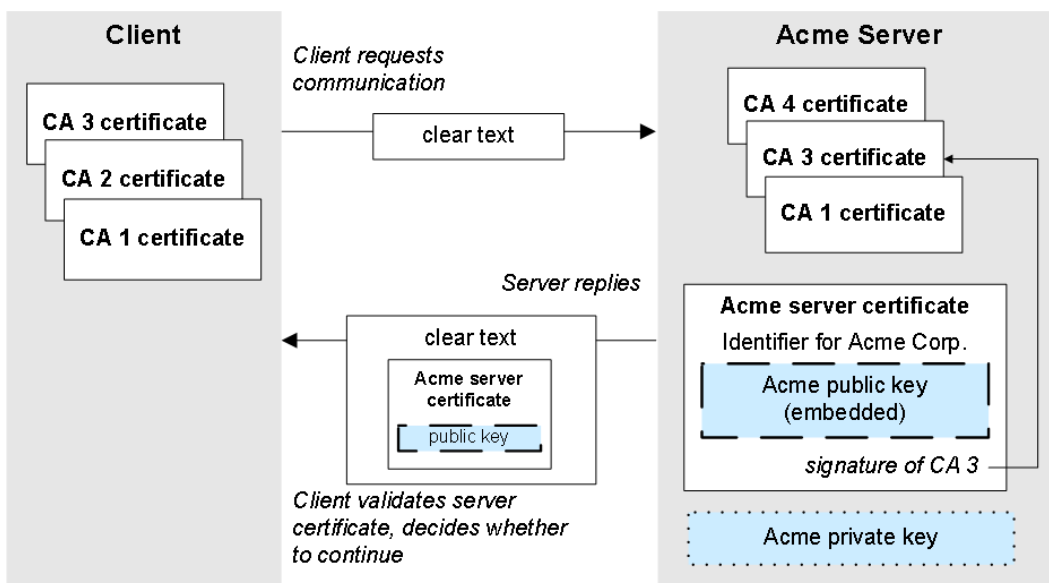 Client
CA 3 certificate
CA 2 certificate
CA 1 certificate
Client requests
communication
clear text
Server replies
clear text
Acme server
certificate
public key
Client validates server
certificate, decides whether
to continue
Acme Server
CA 4 certificate
CA 3 certificate
CA 1 certificate
Acme server certificate
Identifier for Acme Corp.
Acme public key
(embedded)
signature of CA 3
Acme private key